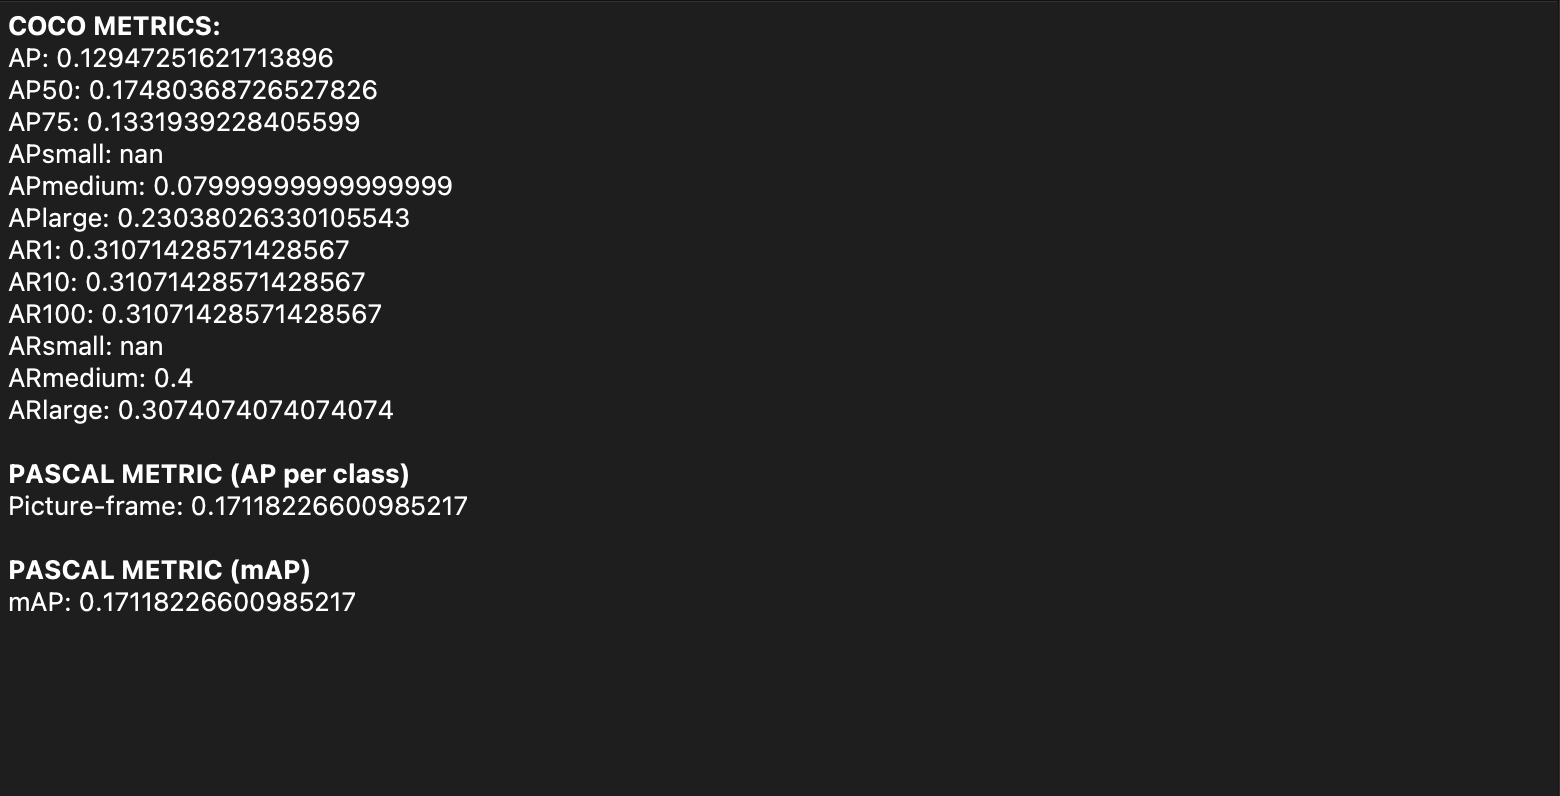 COCO METRICS:
AP: 0.12947251621713896
AP50: 0.17480368726527826
AP75: 0.1331939228405599
APsmall: nan
APmedium: 0.07999999999999999
APlarge: 0.23038026330105543
AR1: 0.31071428571428567
AR10: 0.31071428571428567
AR100: 0.31071428571428567
ARsmall: nan
ARmedium: 0.4
ARlarge: 0.3074074074074074
PASCAL METRIC (AP per class)
Picture-frame: 0.17118226600985217
PASCAL METRIC (mAP)
mAP: 0.17118226600985217